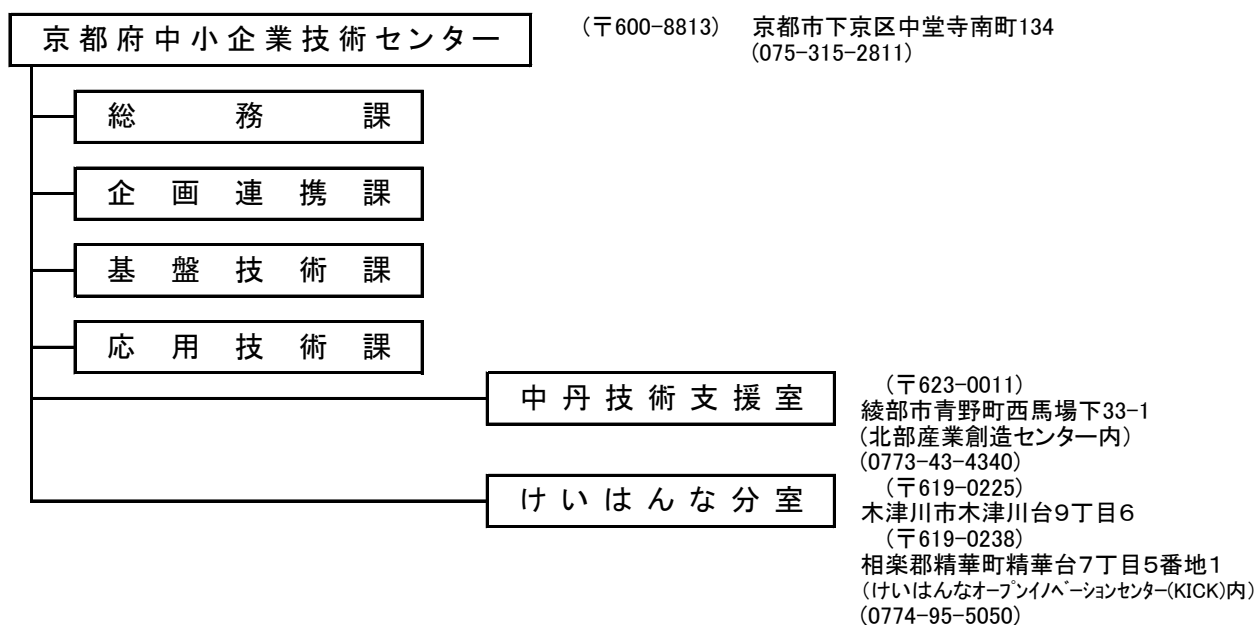 京都府中小企業技術センター
(〒600-8813) 京都市下京区中堂寺南町134
(075-315-2811)
総務課
企画連携課
基盤技術課
応用技術課
中丹技術支援室
(〒623-0011)
綾部市青野町西馬場下33-1
(北部産業創造センター内)
(0773-43-4340)
けいはんな分室
(〒619-0225)
木津川市木津川台9丁目6
(〒619-0238)
相楽郡精華町精華台7丁目5番地1
(けいはんなオープンイノベーションセンター(KICK)内)
(0774-95-5050)